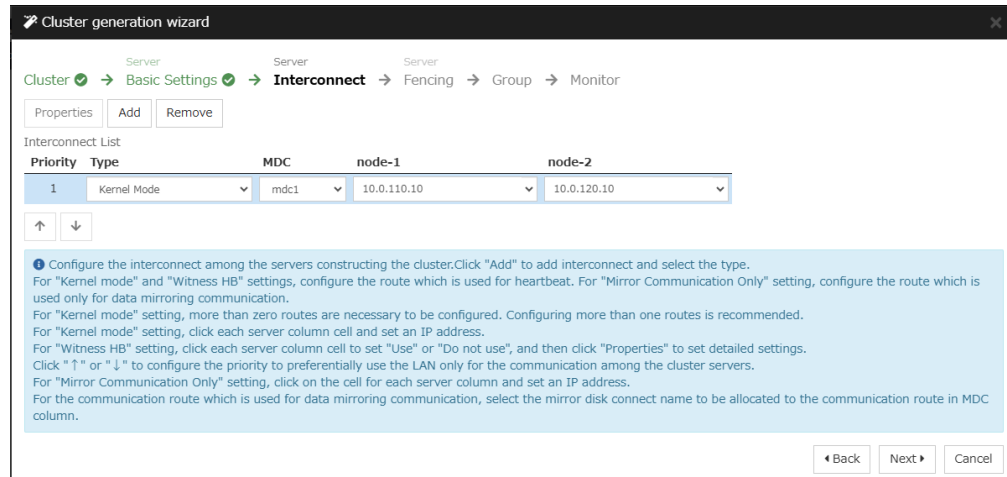 Cluster generation wizard
Server Server Server
Cluster → Basic Settings → Interconnect → Fencing → Group → Monitor
Properties Add Remove
Interconnect List
Priority Type MDC node-1 node-2
1 Kernel Mode mdc1 10.0.110.10 10.0.120.10
↑ ↓
Configure the interconnect among the servers constructing the cluster.Click "Add" to add interconnect and select the type.
For "Kernel mode" and "Witness HB" settings, configure the route which is used for heartbeat. For "Mirror Communication Only" setting, configure the route which is
used only for data mirroring communication.
For "Kernel mode" setting, more than zero routes are necessary to be configured. Configuring more than one routes is recommended.
For "Kernel mode" setting, click each server column cell and set an IP address.
For "Witness HB" setting, click each server column cell to set "Use" or "Do not use", and then click "Properties" to set detailed settings.
Click "↑" or "↓" to configure the priority to preferentially use the LAN only for the communication among the cluster servers.
For "Mirror Communication Only" setting, click on the cell for each server column and set an IP address.
For the communication route which is used for data mirroring communication, select the mirror disk connect name to be allocated to the communication route in MDC
column.
Back Next Cancel